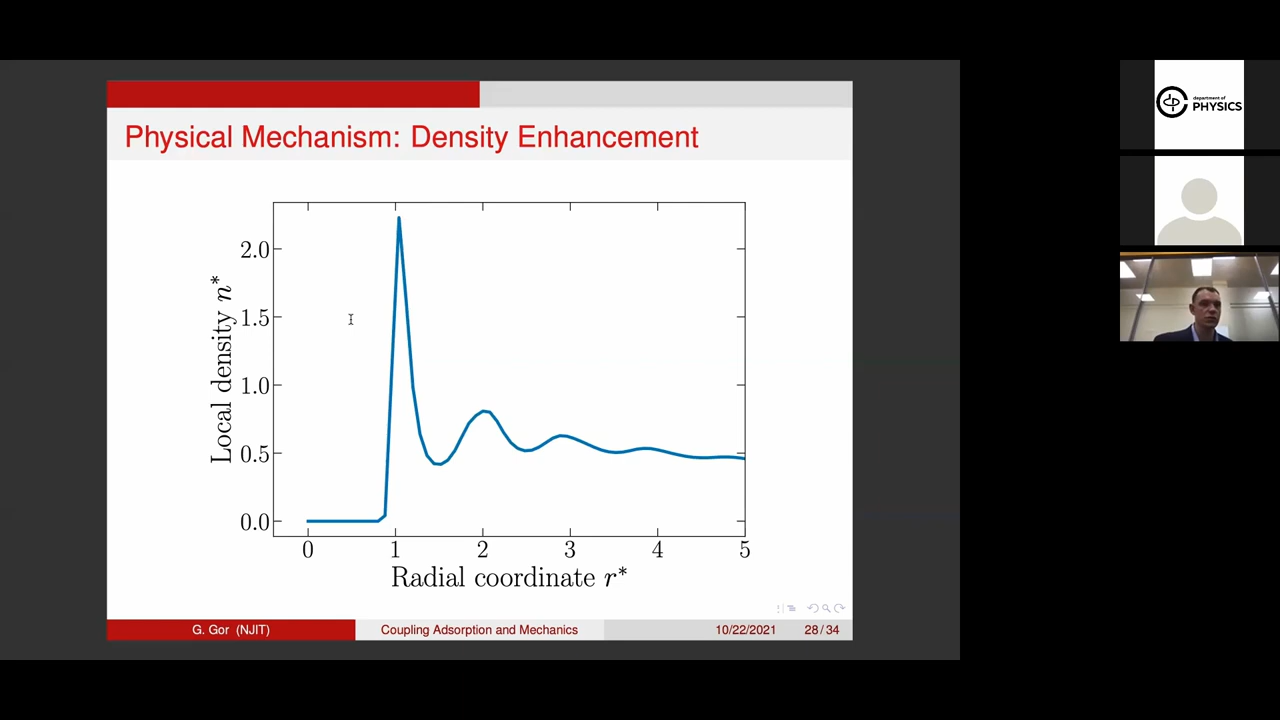 Physical Mechanism: Density Enhancement
2.0
1.5
1.0
0.5
0.0
Local density n*
0 1 2 3 4 5
Radial coordinate r*
G. Gor (NJIT) Coupling Adsorption and Mechanics 10/22/2021 28/34
department of
PHYSICS